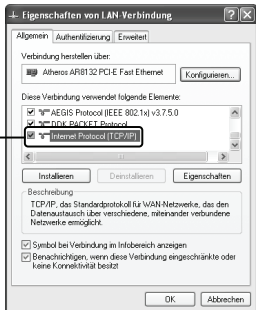 Eigenschaften von LAN-Verbindung
Allgemein Authentifizierung Erweitert
Verbindung herstellen über:
Atheros AR8132 PCI-E Fast Ethernet
Konfigurieren...
Diese Verbindung verwendet folgende Elemente:
AEGIS Protocol (IEEE 802.1x) v3.7.5.0
DDK PACKET Protocol
Internet Protocol (TCP/IP)
Installieren Deinstallieren Eigenschaften
Beschreibung
TCP/IP, das Standardprotokoll für WAN-Netzwerke, das den
Datenaustausch über verschiedene, miteinander verbundene
Netzwerke ermöglicht.
Symbol bei Verbindung im Infobereich anzeigen
Benachrichtigen, wenn diese Verbindung eingeschränkte oder
keine Konnektivität besitzt
OK Abbrechen